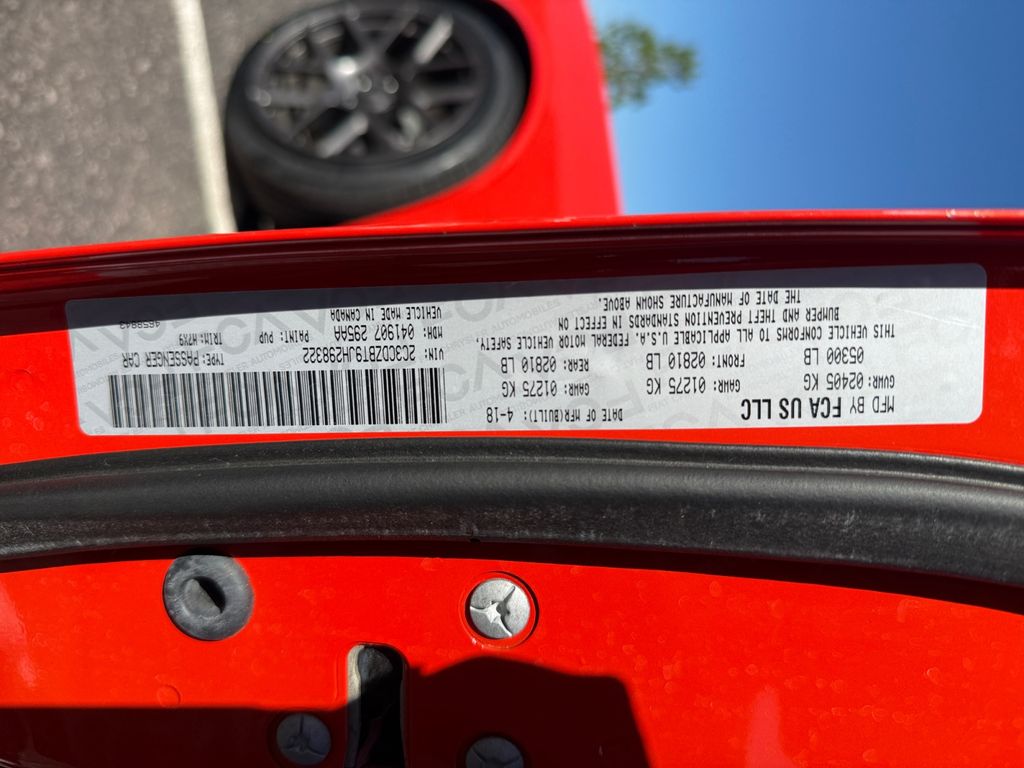 MFD BY FCA US LLC
DATE OF MFR(BUILT): 4-18
GVWR: 02405 KG
05300 LB
GAWR: 01275 KG
FRONT: 02810 LB
GAWR: 01275 KG
REAR: 02810 LB
THIS VEHICLE CONFORMS TO ALL APPLICABLE U.S.A. FEDERAL MOTOR VEHICLE SAFETY,
BUMPER AND THEFT PREVENTION STANDARDS IN EFFECT ON
THE DATE OF MANUFACTURE SHOWN ABOVE.
VIN: 2C3CDZBT9JH298322
TYPE: PASSENGER CAR
MDH: 041907 295AA
PAINT: PVP
TRIM: H7X9
VEHICLE MADE IN CANADA
4659843